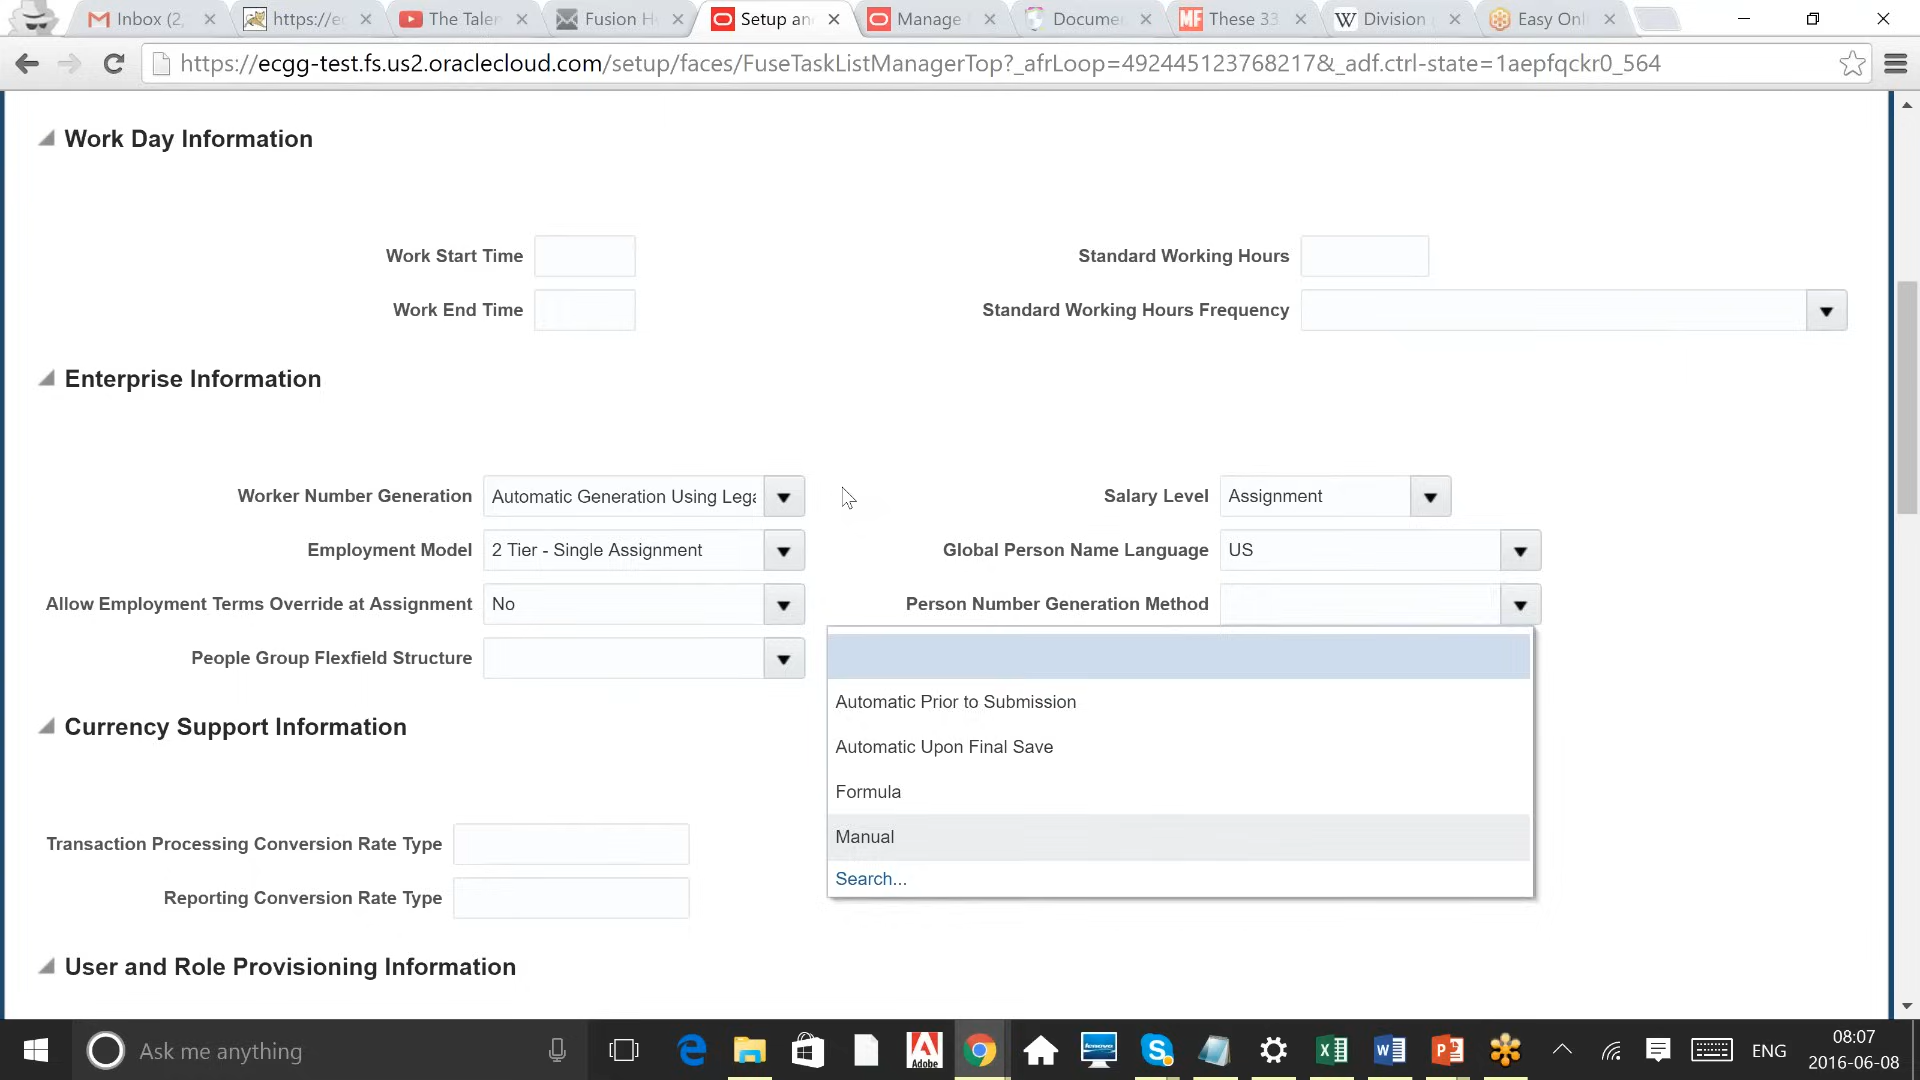 Inbox (2,
https://e
The Taler
Fusion H
Setup an
Manage
Docume
MF These 33
W Division
Easy Onl
https://ecgg-test.fs.us2.oraclecloud.com/setup/faces/FuseTaskListManagerTop?_afrLoop=492445123768217&_adf.ctrl-state=1aepfqckr0_564
Work Day Information
Work Start Time
Standard Working Hours
Work End Time
Standard Working Hours Frequency
Enterprise Information
Worker Number Generation Automatic Generation Using Lega
Salary Level Assignment
Employment Model 2 Tier - Single Assignment
Global Person Name Language US
Allow Employment Terms Override at Assignment No
Person Number Generation Method
People Group Flexfield Structure
Automatic Prior to Submission
Automatic Upon Final Save
Formula
Manual
Search...
Currency Support Information
Transaction Processing Conversion Rate Type
Reporting Conversion Rate Type
User and Role Provisioning Information
Ask me anything
Adobe
lenovo
ENG
08:07
2016-06-08